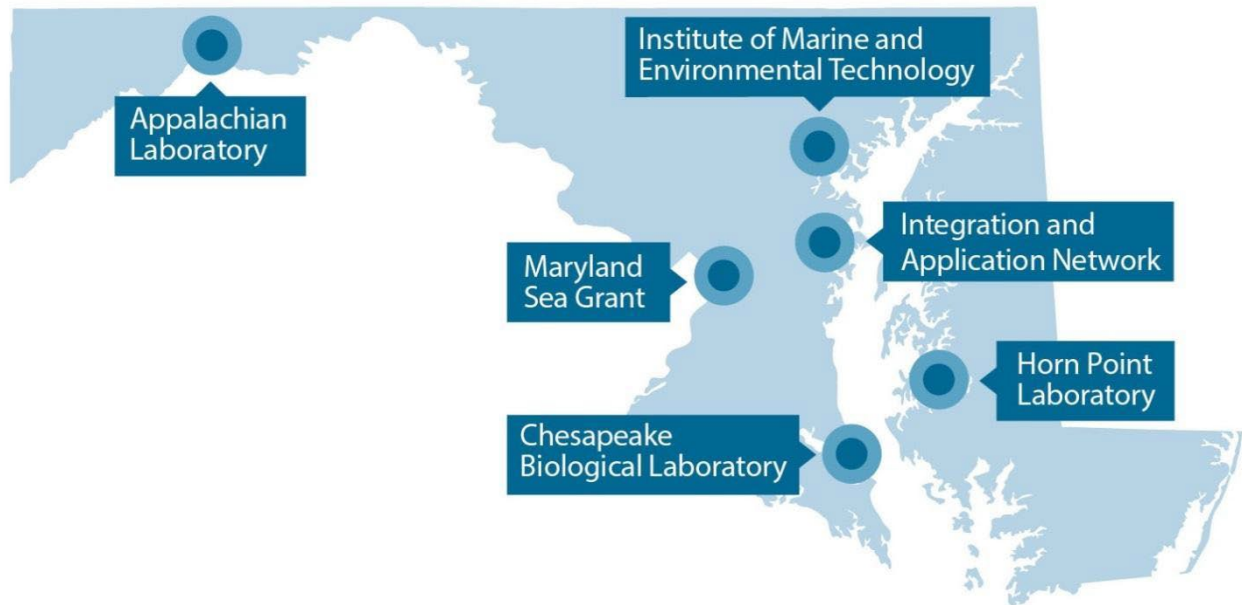 Institute of Marine and
Environmental Technology
Appalachian
Laboratory
Integration and
Application Network
Maryland
Sea Grant
Horn Point
Laboratory
Chesapeake
Biological Laboratory